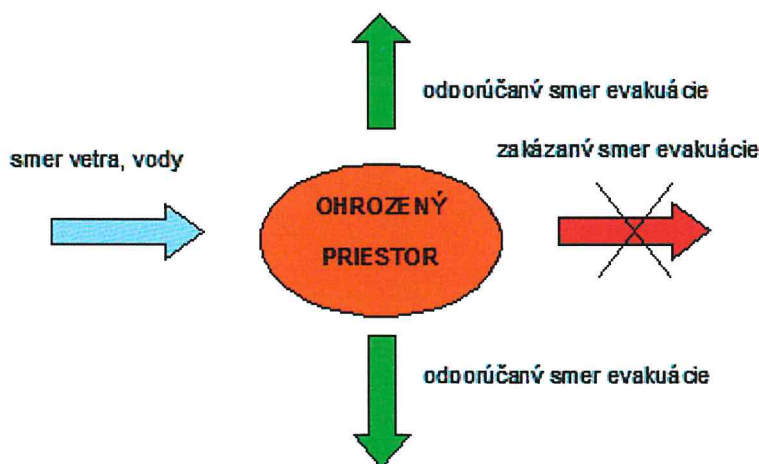 odporúčaný smer evakuácie
smer vetra, vody
zakázaný smer evakuácie
OHROZENÝ
PRIESTOR
odporúčaný smer evakuácie